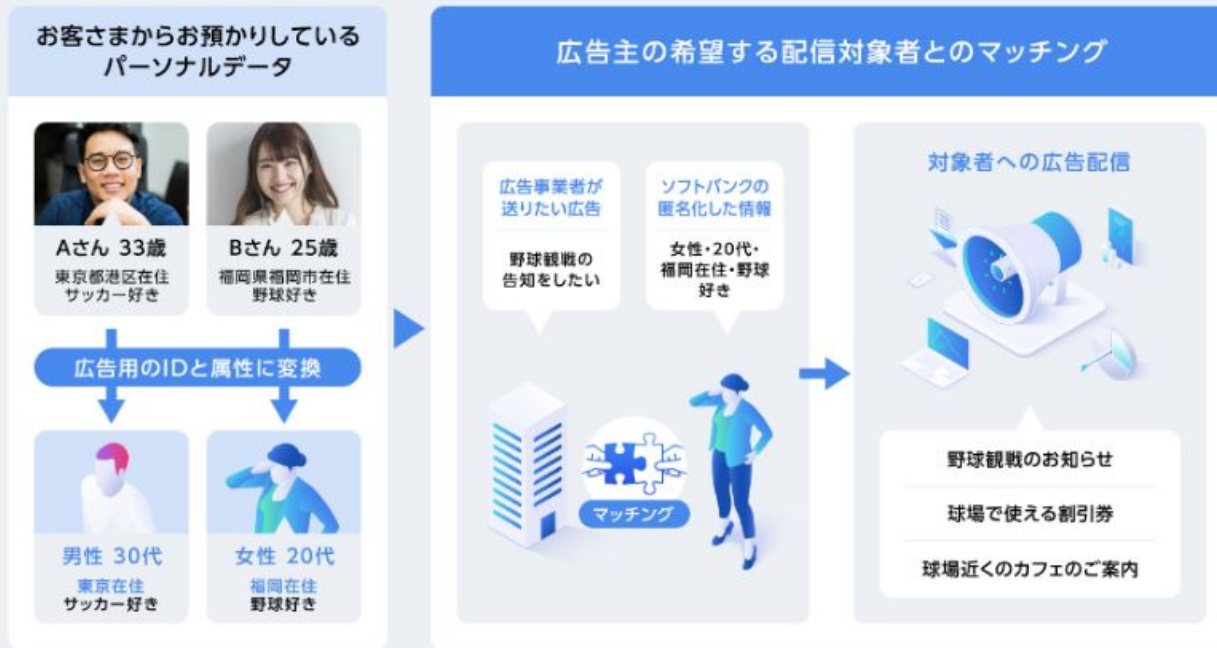 お客さまからお預かりしている
パーソナルデータ
Aさん 33歳
東京都港区在住
サッカー好き
Bさん 25歳
福岡県福岡市在住
野球好き
広告用のIDと属性に変換
男性 30代
東京在住
サッカー好き
女性 20代
福岡在住
野球好き
広告主の希望する配信対象者とのマッチング
広告事業者が
送りたい広告
野球観戦の
告知をしたい
ソフトバンクの
匿名化した情報
女性・20代・
福岡在住・野球
好き
マッチング
対象者への広告配信
野球観戦のお知らせ
球場で使える割引券
球場近くのカフェのご案内